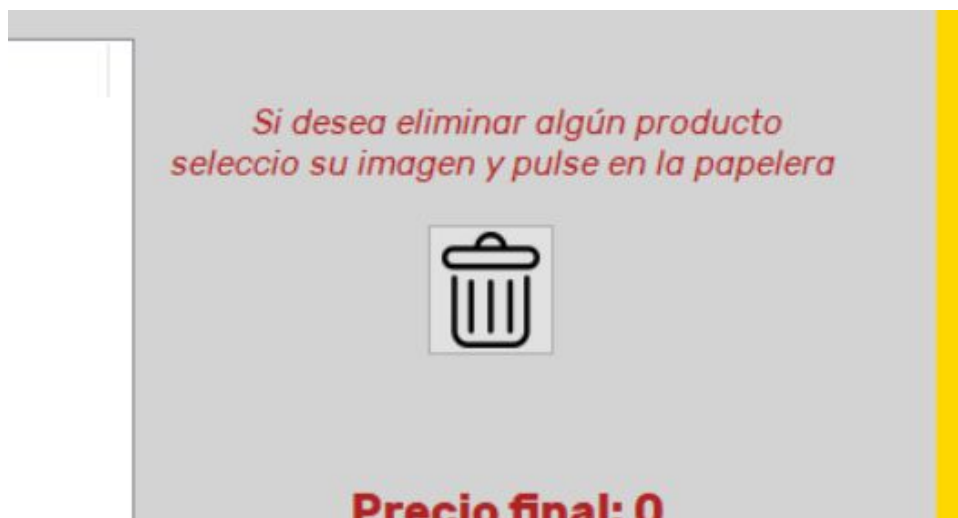 Si desea eliminar algún producto
seleccio su imagen y pulse en la papelera
Precio final: 0